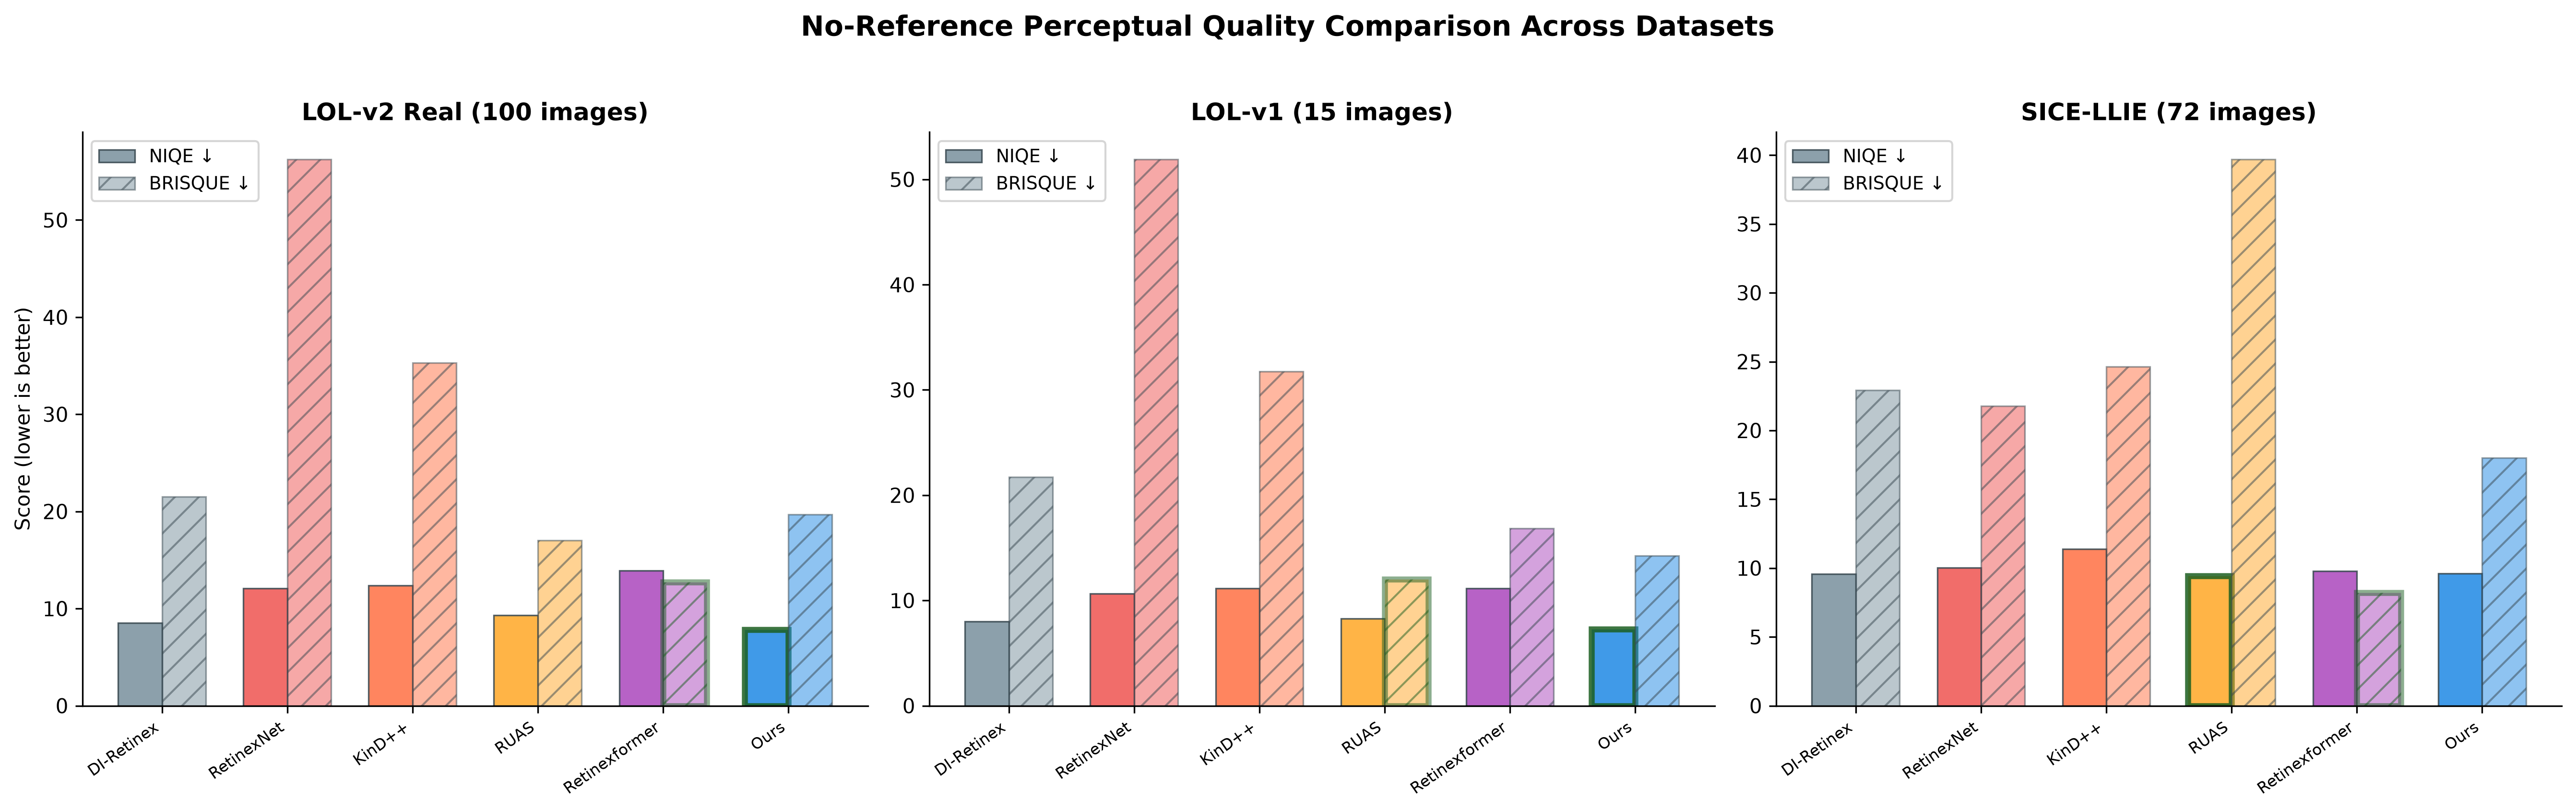 No-Reference Perceptual Quality Comparison Across Datasets
LOL-v2 Real (100 images)
NIQE ↓
BRISQUE ↓
Score (lower is better)
50
40
30
20
10
0
DI-Retinex
RetinexNet
KinD++
RUAS
Retinexformer
Ours
LOL-v1 (15 images)
NIQE ↓
BRISQUE ↓
50
40
30
20
10
0
DI-Retinex
RetinexNet
KinD++
RUAS
Retinexformer
Ours
SICE-LLIE (72 images)
NIQE ↓
BRISQUE ↓
40
35
30
25
20
15
10
5
0
DI-Retinex
RetinexNet
KinD++
RUAS
Retinexformer
Ours